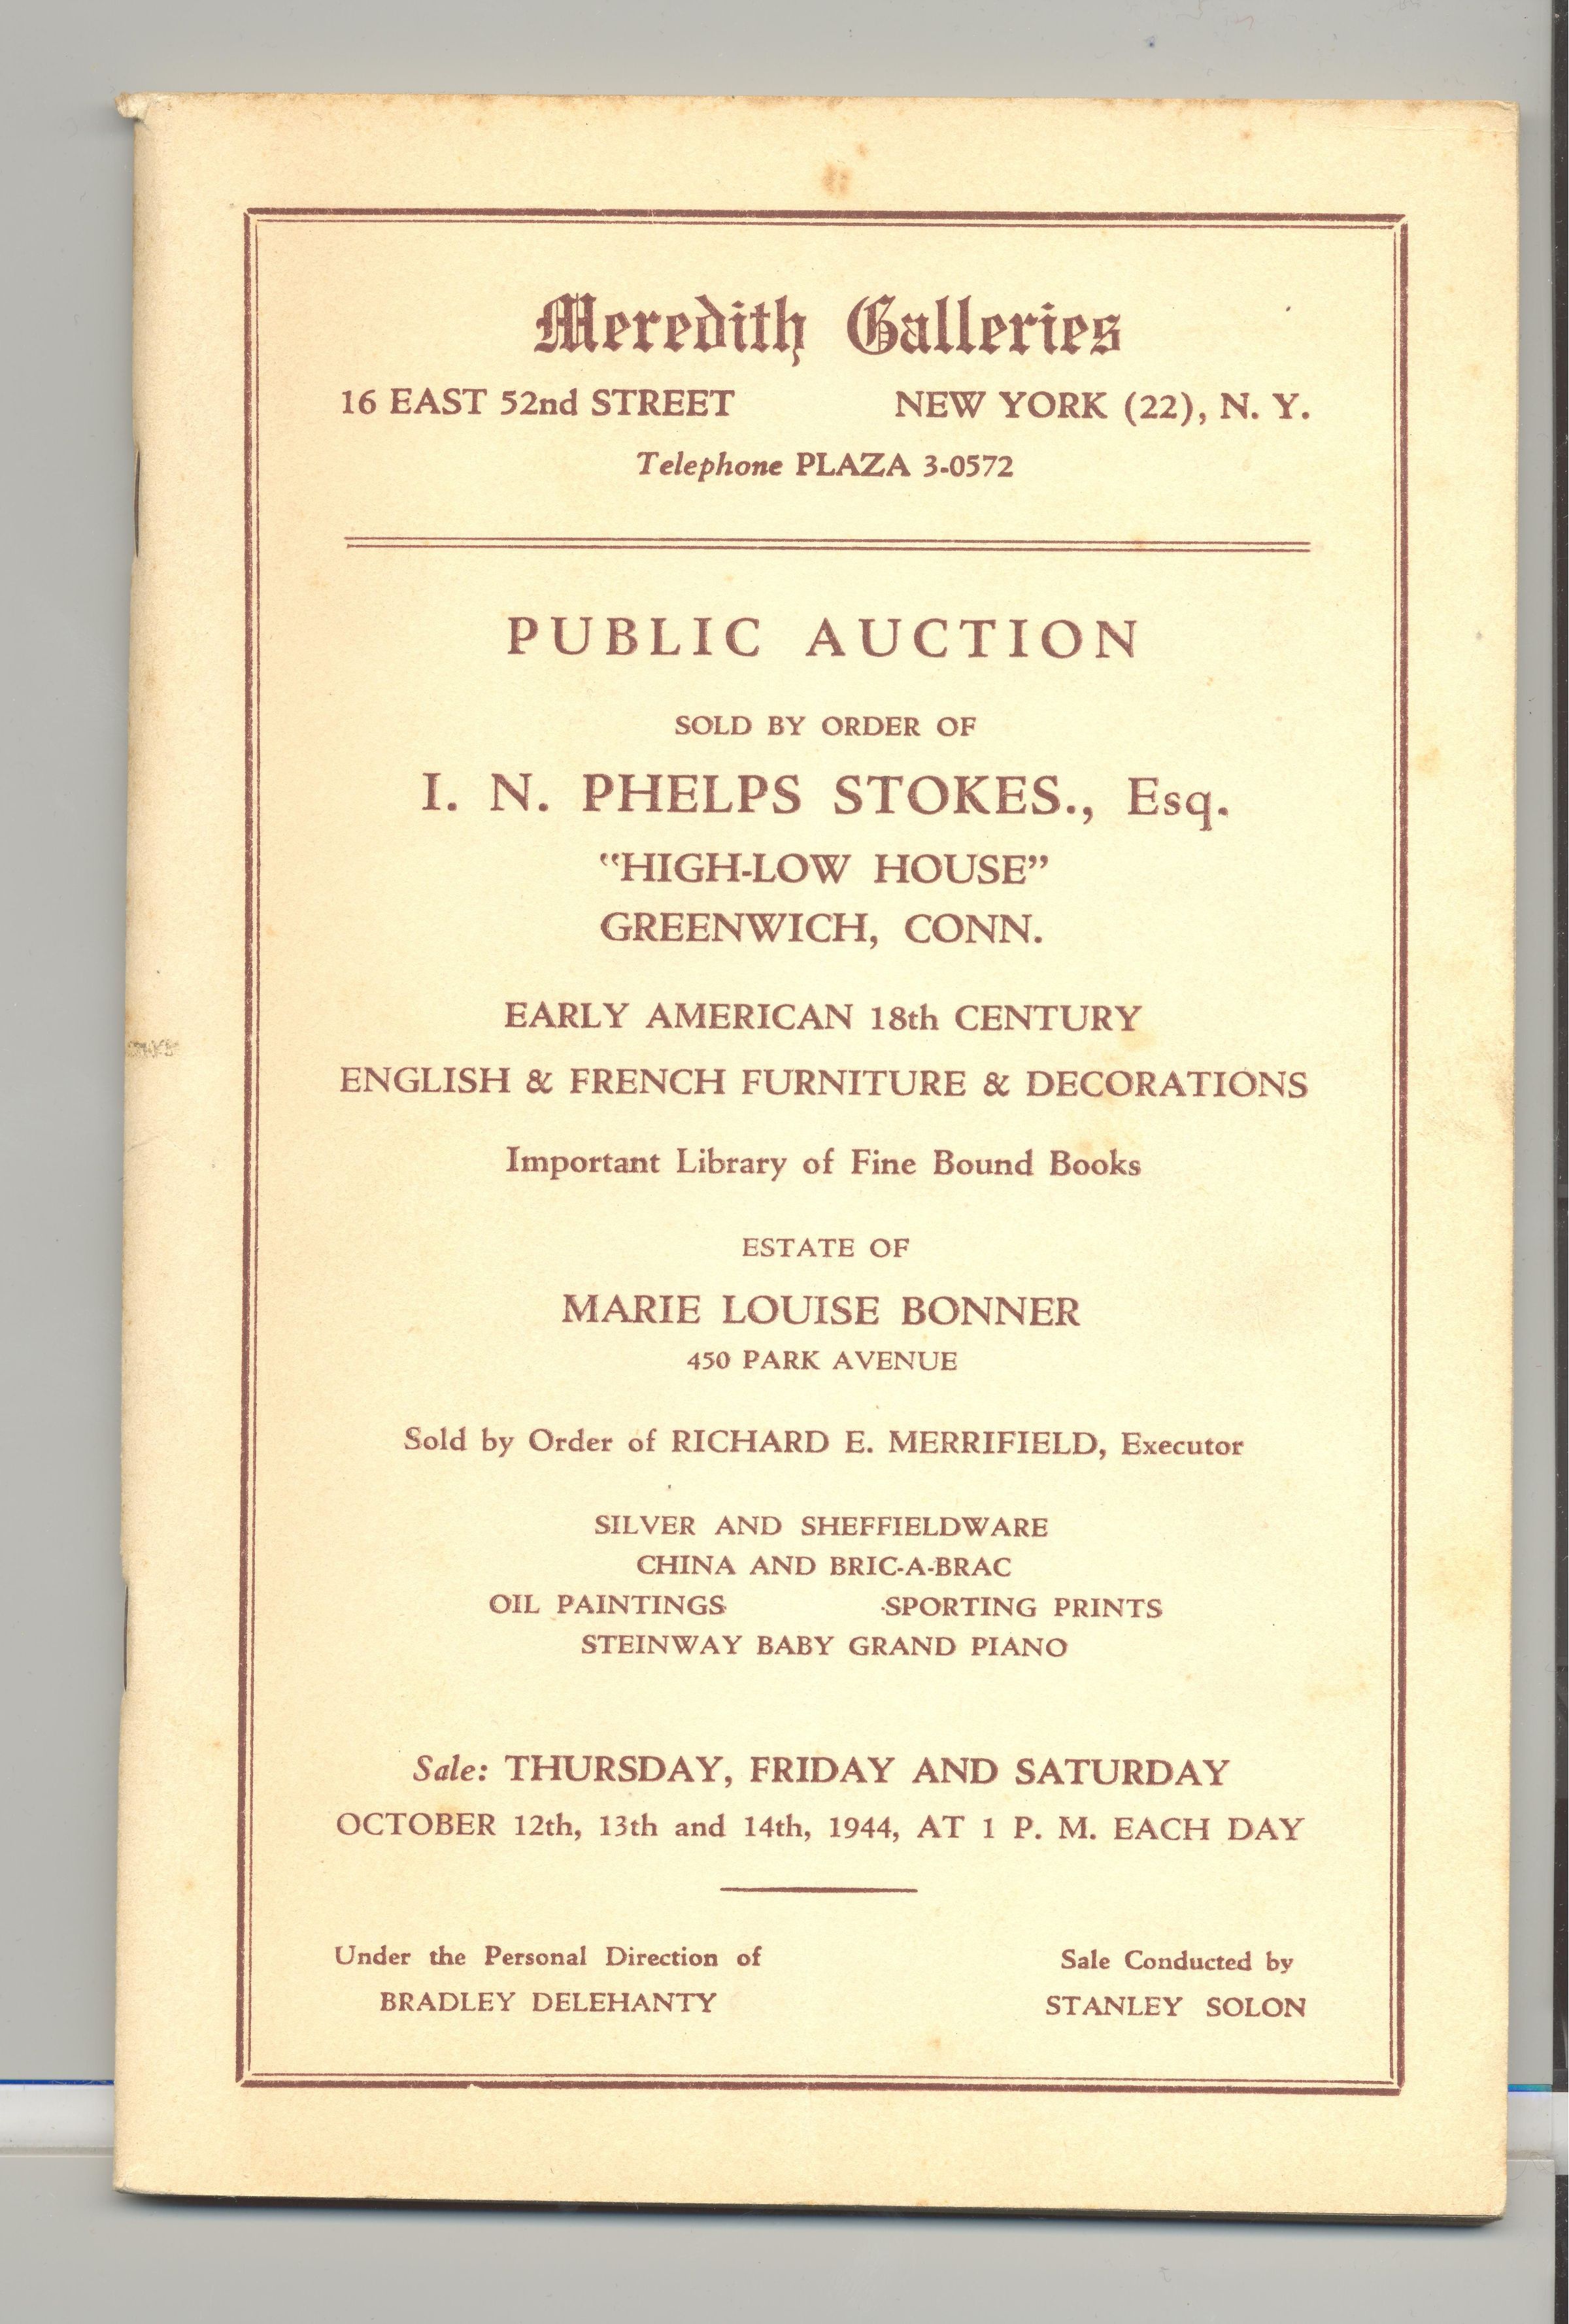 Meredith Galleries
16 EAST 52nd STREET NEW YORK (22), N. Y.
Telephone PLAZA 3-0572
PUBLIC AUCTION
SOLD BY ORDER OF
I. N. PHELPS STOKES., Esq.
"HIGH-LOW HOUSE"
GREENWICH, CONN.
EARLY AMERICAN 18th CENTURY
ENGLISH & FRENCH FURNITURE & DECORATIONS
Important Library of Fine Bound Books
ESTATE OF
MARIE LOUISE BONNER
450 PARK AVENUE
Sold by Order of RICHARD E. MERRIFIELD, Executor
SILVER AND SHEFFIELDWARE
CHINA AND BRIC-A-BRAC
OIL PAINTINGS SPORTING PRINTS
STEINWAY BABY GRAND PIANO
Sale: THURSDAY, FRIDAY AND SATURDAY
OCTOBER 12th, 13th and 14th, 1944, AT 1 P. M. EACH DAY
Under the Personal Direction of
BRADLEY DELEHANTY
Sale Conducted by
STANLEY SOLON